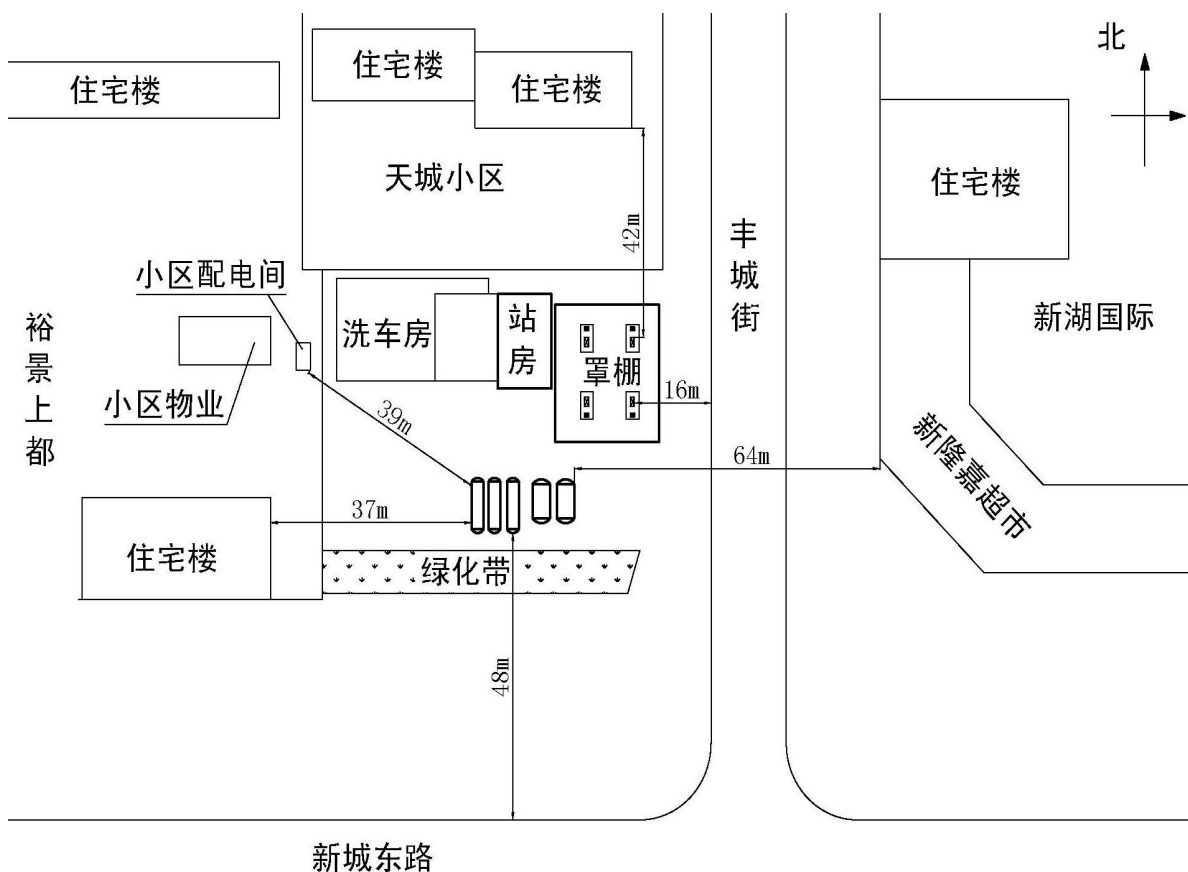 北
住宅楼
住宅楼
住宅楼
住宅楼
天城小区
42m
丰城街
小区配电间
裕景上都
洗车房
站房
罩棚
新湖国际
小区物业
39m
16m
新隆嘉超市
64m
37m
住宅楼
绿化带
48m
新城东路